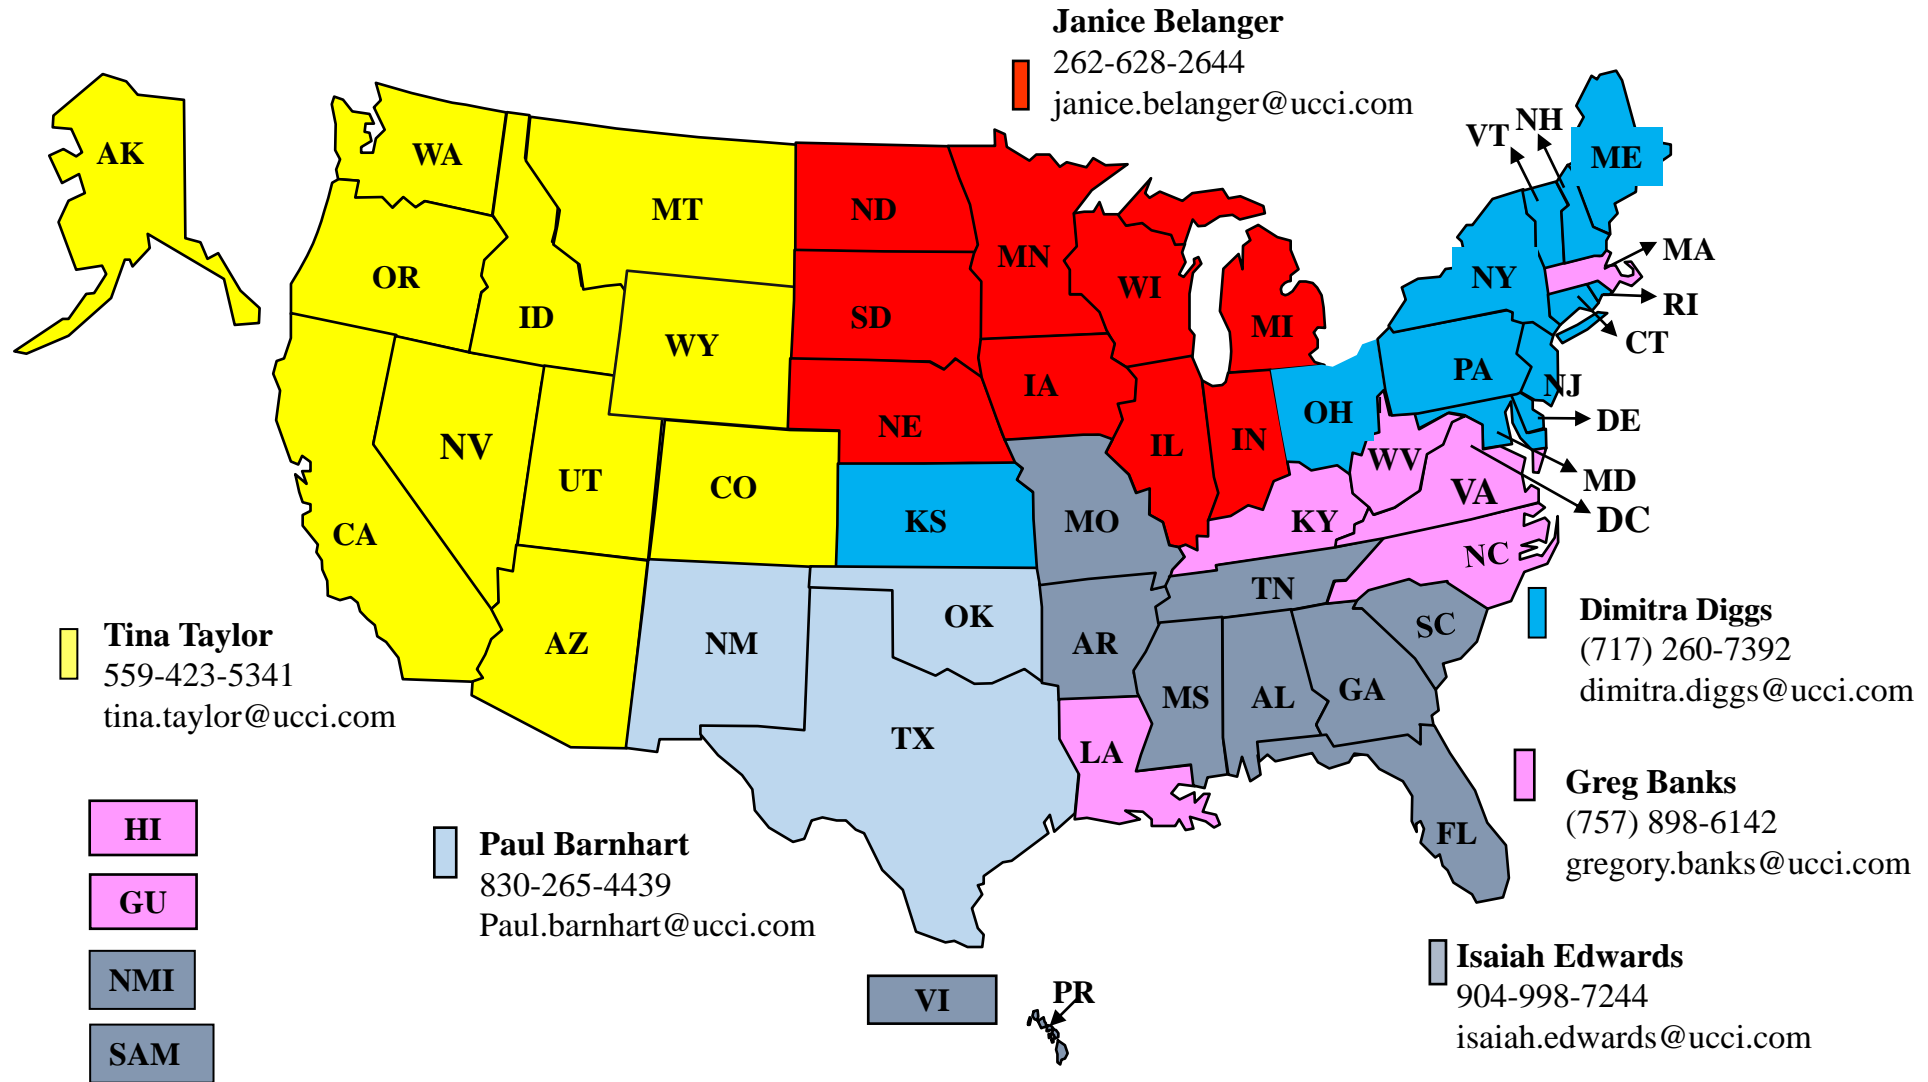 Janice Belanger
262-628-2644
janice.belanger@ucci.com
AK
WA
MT
ND
MN
VT
NH
ME
OR
ID
WY
SD
WI
MI
NY
MA
RI
CT
NV
UT
CO
NE
IA
IL
IN
OH
PA
NJ
DE
CA
KS
MO
KY
WV
VA
MD
DC
NC
AZ
NM
OK
AR
TN
SC
TX
LA
MS
AL
GA
FL
Tina Taylor
559-423-5341
tina.taylor@ucci.com
Dimitra Diggs
(717) 260-7392
dimitra.diggs@ucci.com
Greg Banks
(757) 898-6142
gregory.banks@ucci.com
Paul Barnhart
830-265-4439
Paul.barnhart@ucci.com
Isaiah Edwards
904-998-7244
isaiah.edwards@ucci.com
HI
GU
NMI
SAM
VI
PR